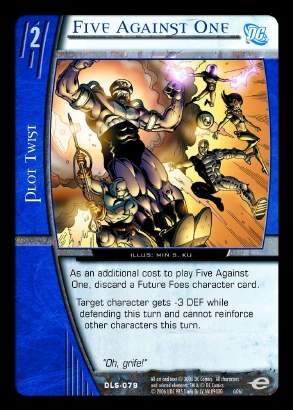 2
FIVE AGAINST ONE
DC
PLOT TWIST
ILLUS: MIN S. KU
As an additional cost to play Five Against
One, discard a Future Foes character card.
Target character gets -3 DEF while
defending this turn and cannot reinforce
other characters this turn.
"Oh, grife!"
DLS-079